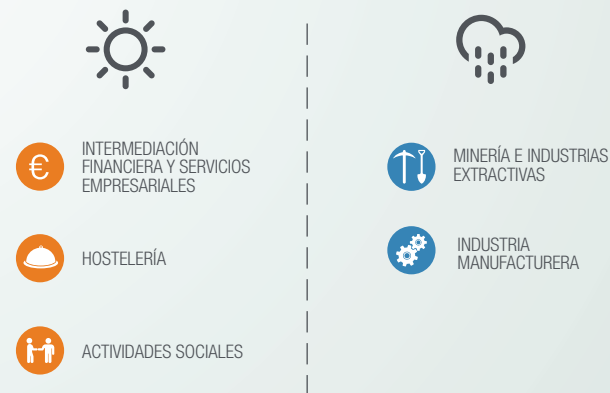 €
INTERMEDIACIÓN
FINANCIERA Y SERVICIOS
EMPRESARIALES
HOSTELERÍA
ACTIVIDADES SOCIALES
MINERÍA E INDUSTRIAS
EXTRACTIVAS
INDUSTRIA
MANUFACTURERA